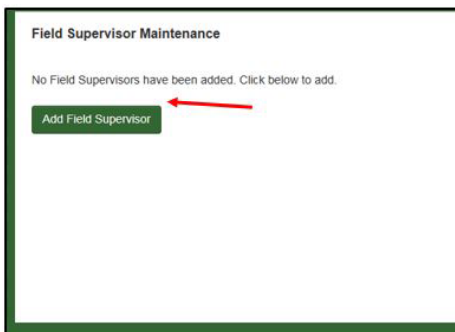 Field Supervisor Maintenance
No Field Supervisors have been added. Click below to add.
Add Field Supervisor